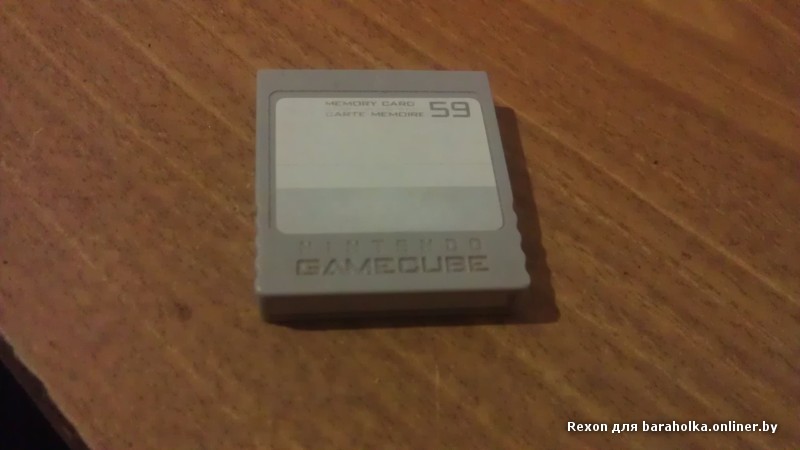 MEMORY CARD 59
CARTE MEMOIRE
NINTENDO
GAMECUBE
Rexon для baraholka.onliner.by